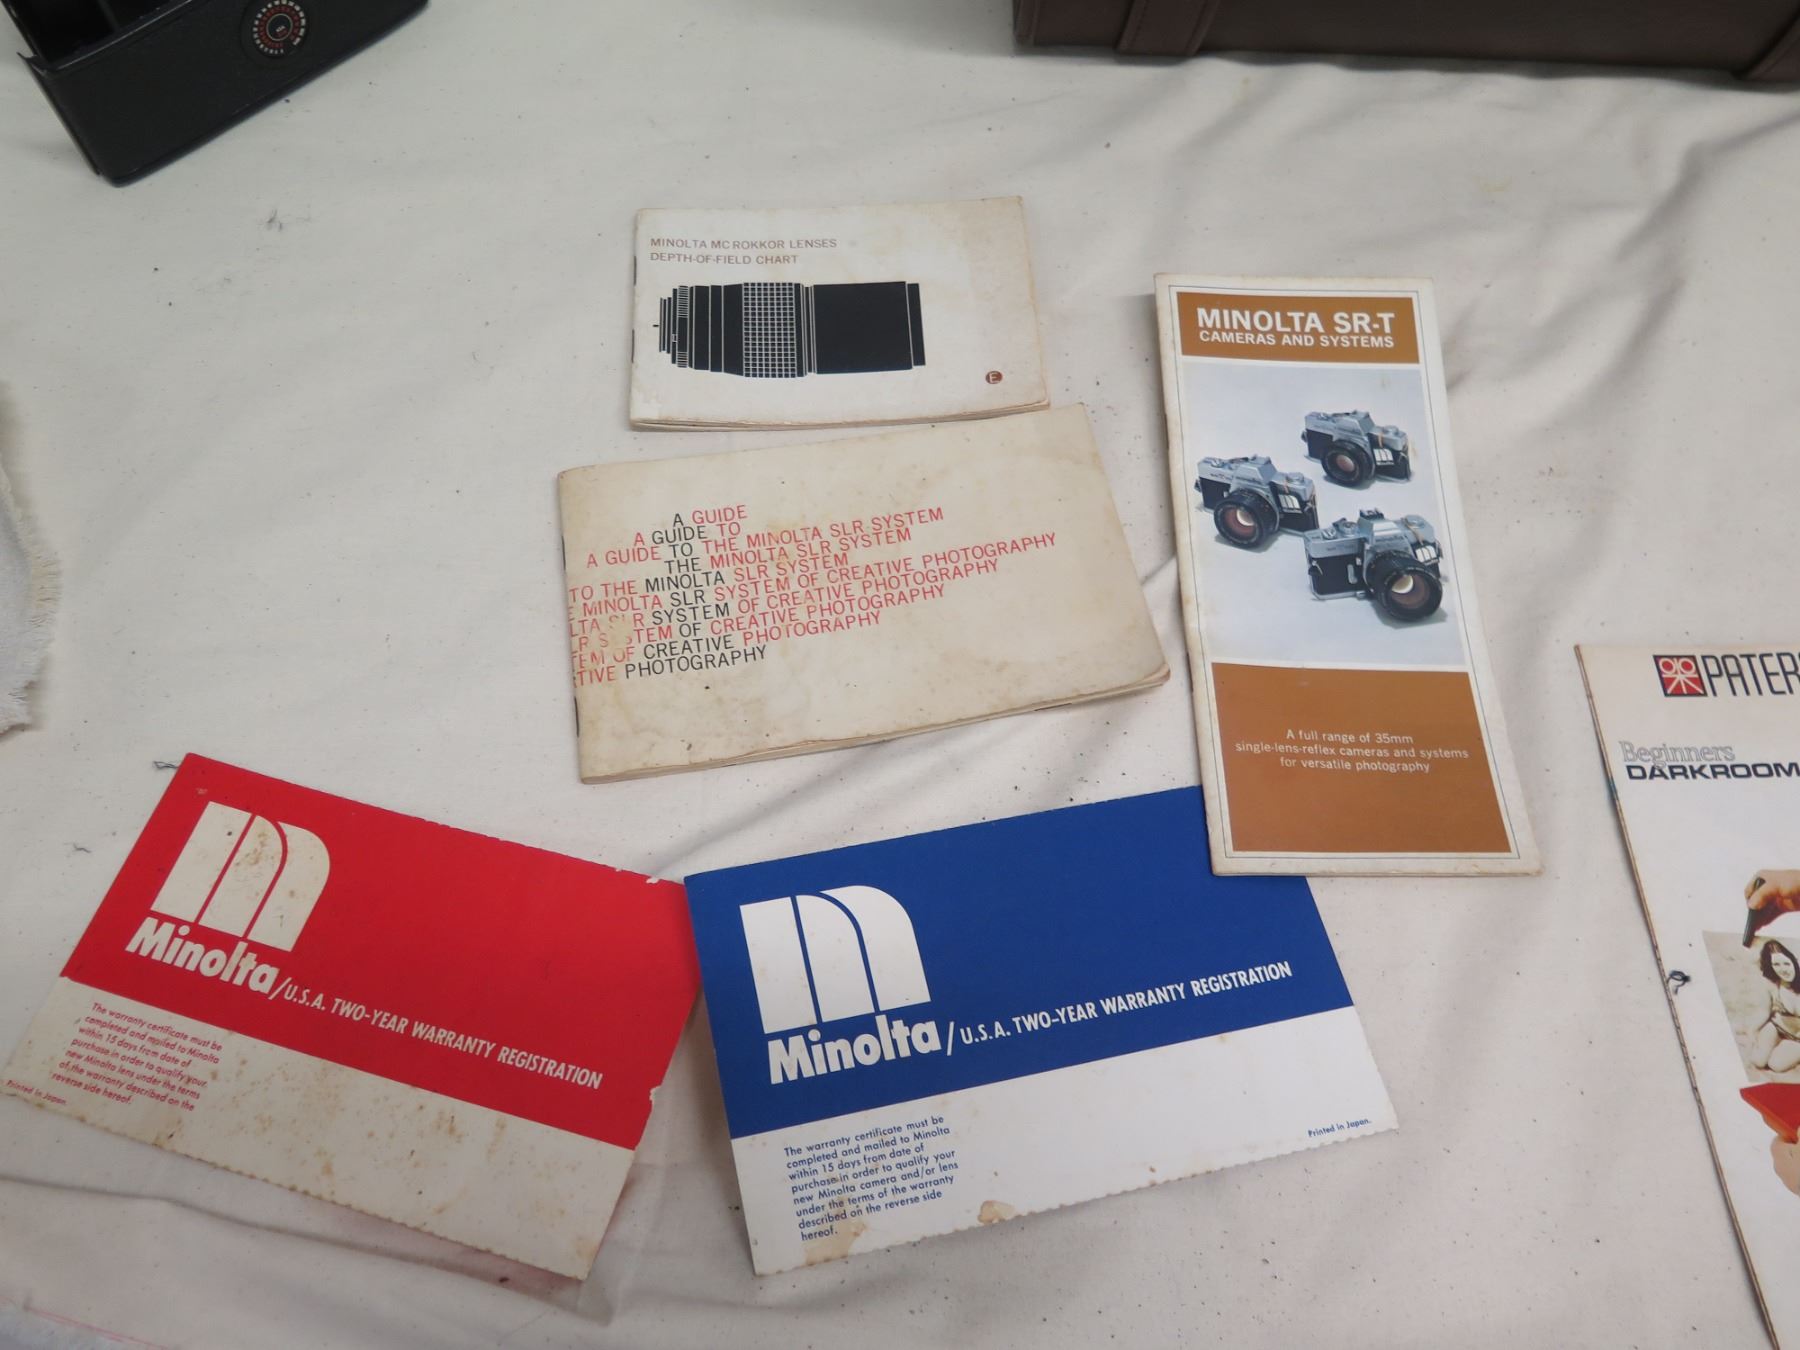 MINOLTA MC ROKKOR LENSES
DEPTH-OF-FIELD CHART
E
MINOLTA SR-T
CAMERAS AND SYSTEMS
A full range of 35mm
single-lens-reflex cameras and systems
for versatile photography
A GUIDE
A GUIDE TO
A GUIDE TO THE MINOLTA SLR SYSTEM
THE MINOLTA SLR SYSTEM
TO THE MINOLTA SLR SYSTEM
E MINOLTA SLR SYSTEM OF CREATIVE PHOTOGRAPHY
LTA SLR SYSTEM OF CREATIVE PHOTOGRAPHY
LR SYSTEM OF CREATIVE PHOTOGRAPHY
TEM OF CREATIVE PHOTOGRAPHY
TIVE PHOTOGRAPHY
PATER
Beginners
DARKROOM
Minolta/U.S.A. TWO-YEAR WARRANTY REGISTRATION
The warranty certificate must be
completed and mailed to Minolta
within 15 days from date of
purchase in order to qualify your
new Minolta lens under the terms
of the warranty described on the
reverse side hereof.
Printed in Japan.
Minolta/U.S.A. TWO-YEAR WARRANTY REGISTRATION
The warranty certificate must be
completed and mailed to Minolta
within 15 days from date of
purchase in order to qualify your
new Minolta camera and/or lens
under the terms of the warranty
described on the reverse side
hereof.
Printed in Japan.